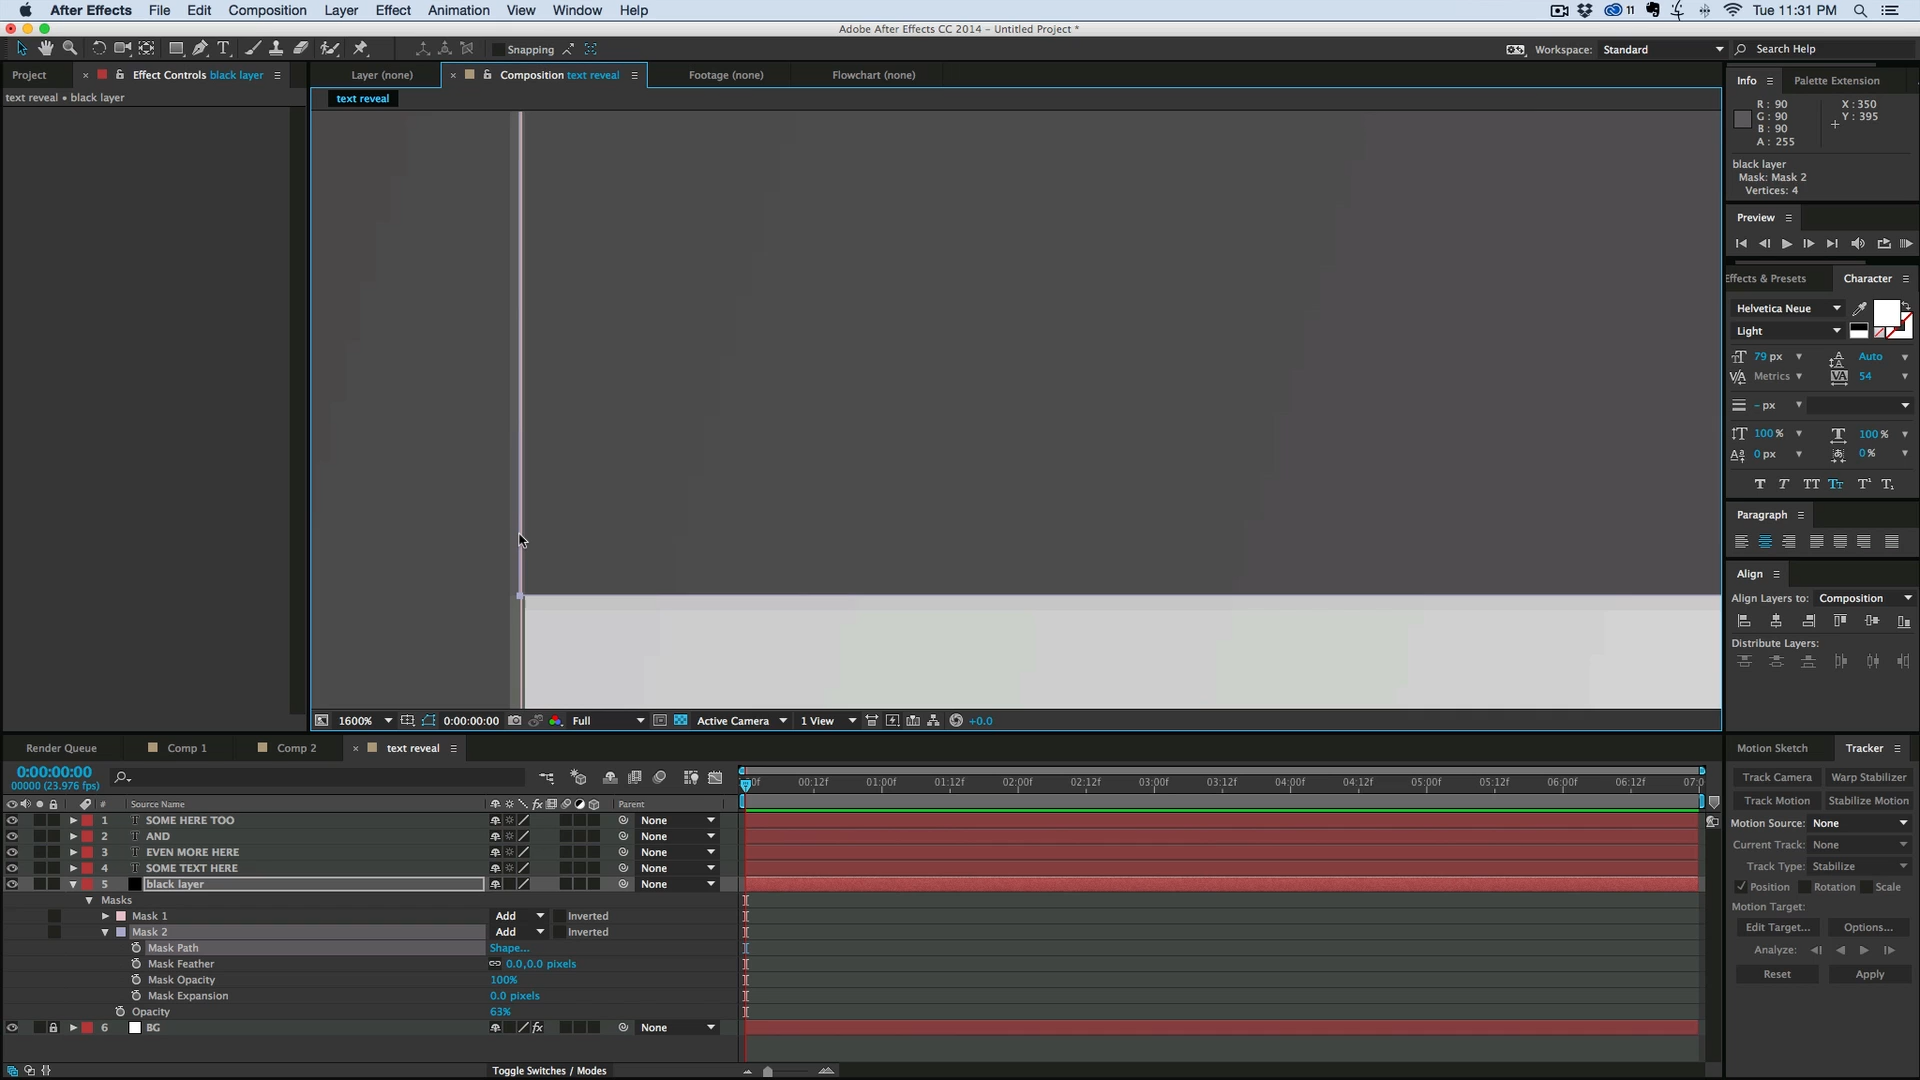 After Effects File Edit Composition Layer Effect Animation View Window Help
11 Tue 11:31 PM
Adobe After Effects CC 2014 - Untitled Project *
Snapping
Workspace: Standard
Search Help
Project
× Effect Controls black layer
Layer (none)
× Composition text reveal
Footage (none)
Flowchart (none)
Info
Palette Extension
text reveal • black layer
text reveal
R: 90
G: 90
B: 90
A: 255
X: 350
Y: 395
black layer
Mask: Mask 2
Vertices: 4
Preview
Effects & Presets
Character
Helvetica Neue
Light
79 px
Auto
Metrics
54
- px
100 %
100 %
0 px
0 %
T T TT Tт T¹ T₁
Paragraph
Align
Align Layers to: Composition
Distribute Layers:
1600% 0:00:00:00 Full Active Camera 1 View +0.0
Render Queue
Comp 1
Comp 2
× text reveal
Motion Sketch
Tracker
0:00:00:00
00000 (23.976 fps)
00:12f 01:00f 01:12f 02:00f 02:12f 03:00f 03:12f 04:00f 04:12f 05:00f 05:12f 06:00f 06:12f 07:0
# Source Name Parent
1 T SOME HERE TOO None
2 T AND None
3 T EVEN MORE HERE None
4 T SOME TEXT HERE None
5 black layer None
Masks
Mask 1 Add Inverted
Mask 2 Add Inverted
Mask Path Shape...
Mask Feather 0.0,0.0 pixels
Mask Opacity 100%
Mask Expansion 0.0 pixels
Opacity 63%
6 BG fx None
Toggle Switches / Modes
Track Camera Warp Stabilizer
Track Motion Stabilize Motion
Motion Source: None
Current Track: None
Track Type: Stabilize
Position Rotation Scale
Motion Target:
Edit Target... Options...
Analyze:
Reset Apply